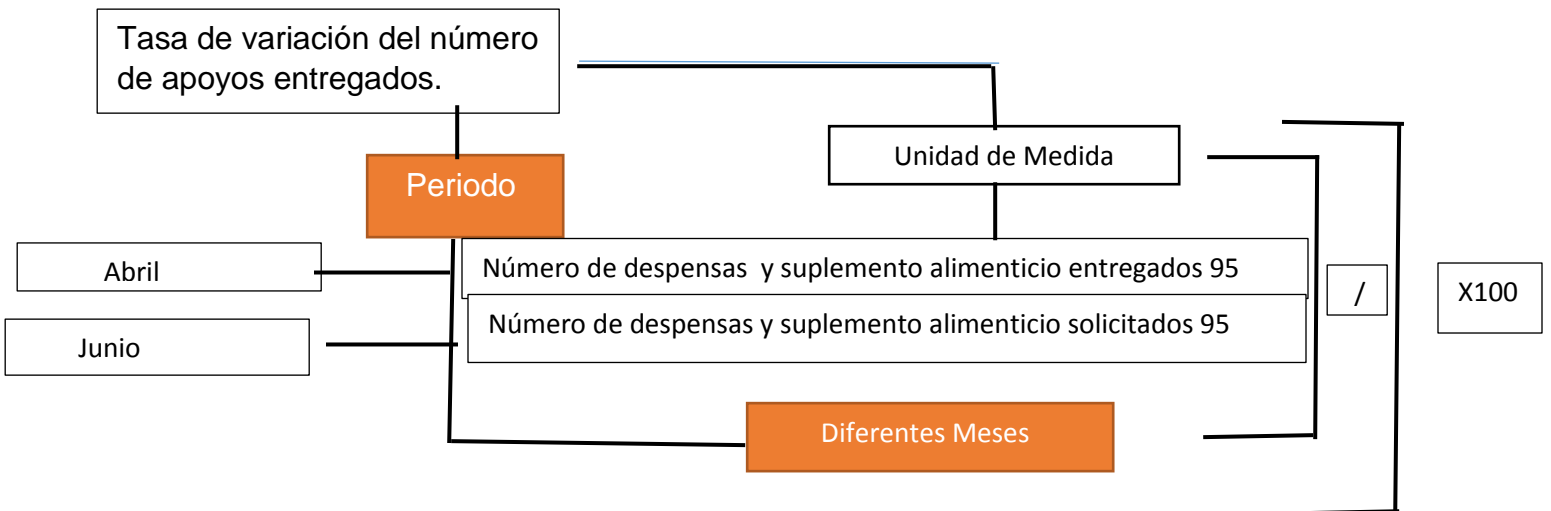 Tasa de variación del número
de apoyos entregados.
Unidad de Medida
Periodo
Abril
Número de despensas y suplemento alimenticio entregados 95
/
X100
Número de despensas y suplemento alimenticio solicitados 95
Junio
Diferentes Meses